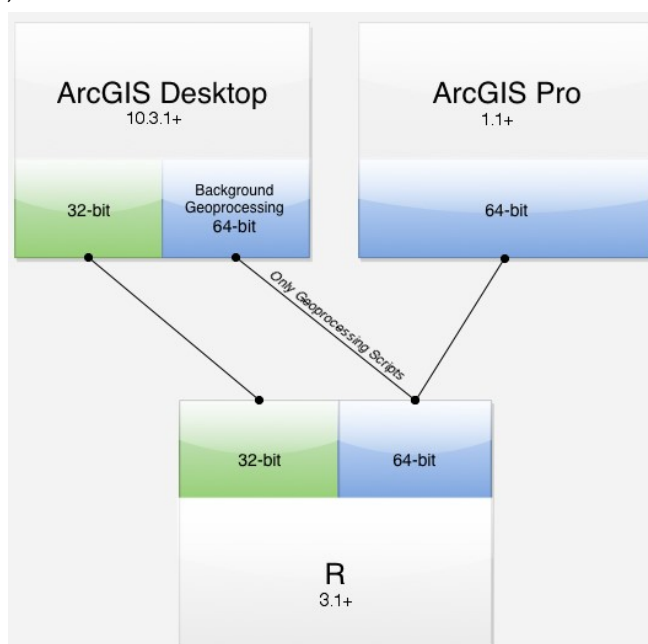 ArcGIS Desktop
10.3.1+
32-bit
Background
Geoprocessing
64-bit
ArcGIS Pro
1.1+
64-bit
Only Geoprocessing Scripts
32-bit
64-bit
R
3.1+